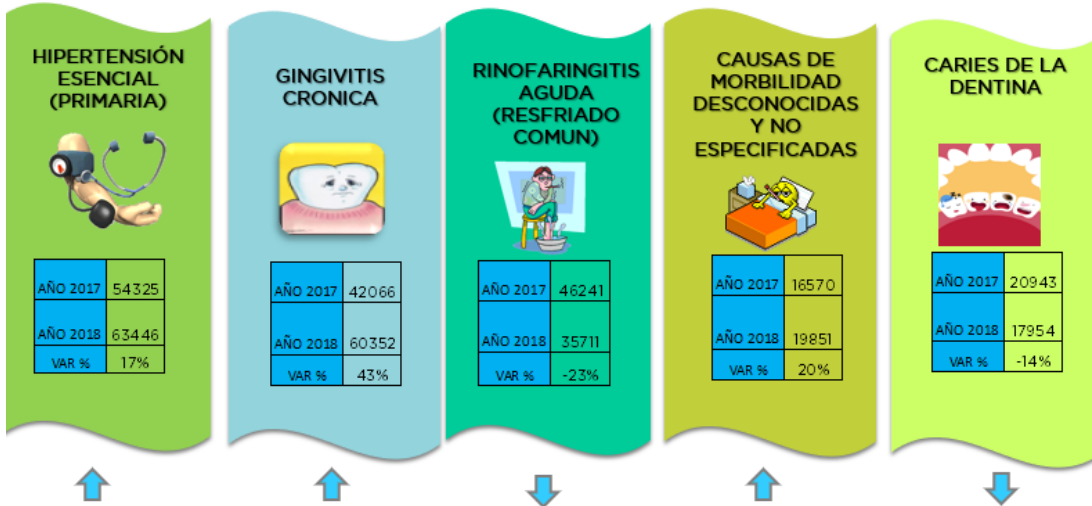 HIPERTENSIÓN
ESENCIAL
(PRIMARIA)
AÑO 2017 54325
AÑO 2018 63446
VAR % 17%
GINGIVITIS
CRONICA
AÑO 2017 42066
AÑO 2018 60352
VAR % 43%
RINOFARINGITIS
AGUDA
(RESFRIADO
COMUN)
AÑO 2017 46241
AÑO 2018 35711
VAR % -23%
CAUSAS DE
MORBILIDAD
DESCONOCIDAS
Y NO
ESPECIFICADAS
AÑO 2017 16570
AÑO 2018 19851
VAR % 20%
CARIES DE LA
DENTINA
AÑO 2017 20943
AÑO 2018 17954
VAR % -14%